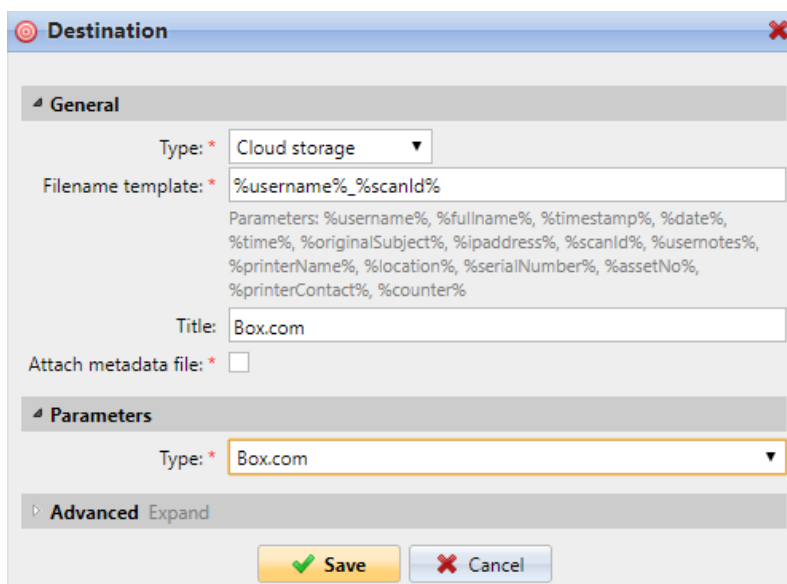 Destination
General
Type: * Cloud storage
Filename template: * %username%_%scanId%
Parameters: %username%, %fullname%, %timestamp%, %date%,
%time%, %originalSubject%, %ipaddress%, %scanId%, %usernotes%,
%printerName%, %location%, %serialNumber%, %assetNo%,
%printerContact%, %counter%
Title: Box.com
Attach metadata file: *
Parameters
Type: * Box.com
Advanced Expand
Save Cancel